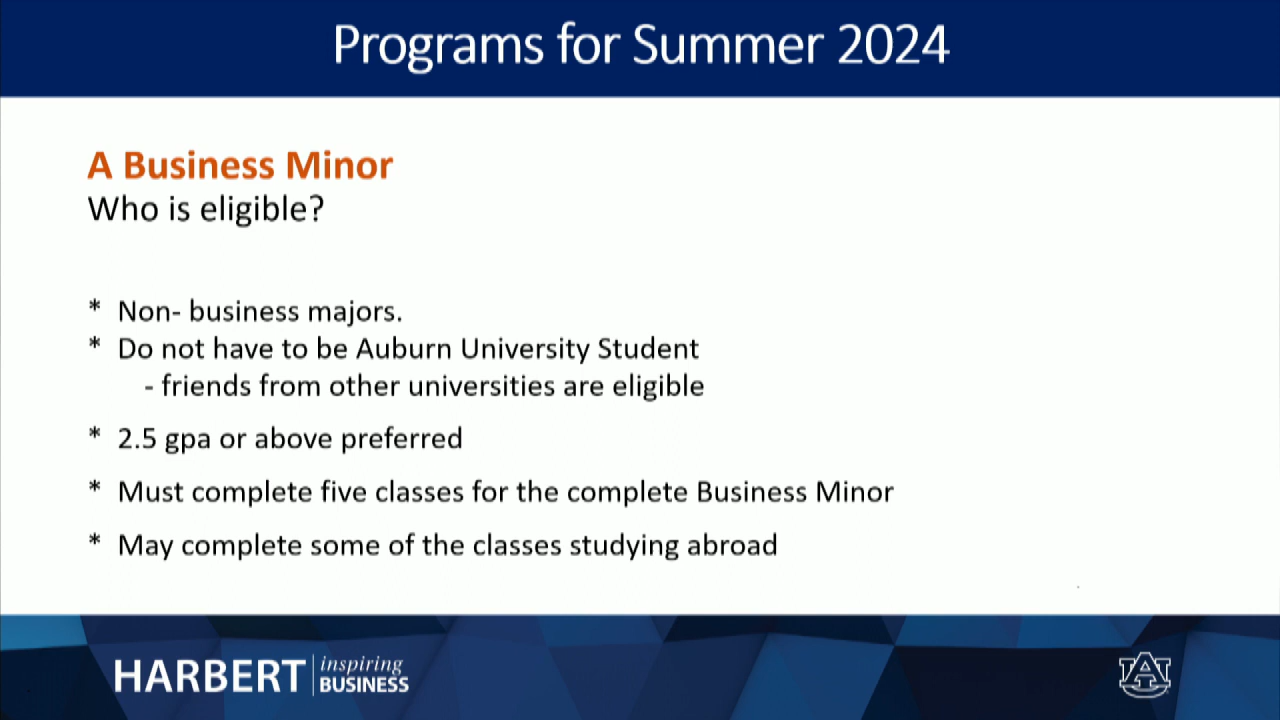 Programs for Summer 2024
A Business Minor
Who is eligible?
* Non- business majors.
* Do not have to be Auburn University Student
- friends from other universities are eligible
* 2.5 gpa or above preferred
* Must complete five classes for the complete Business Minor
* May complete some of the classes studying abroad
HARBERT inspiring
BUSINESS
AU